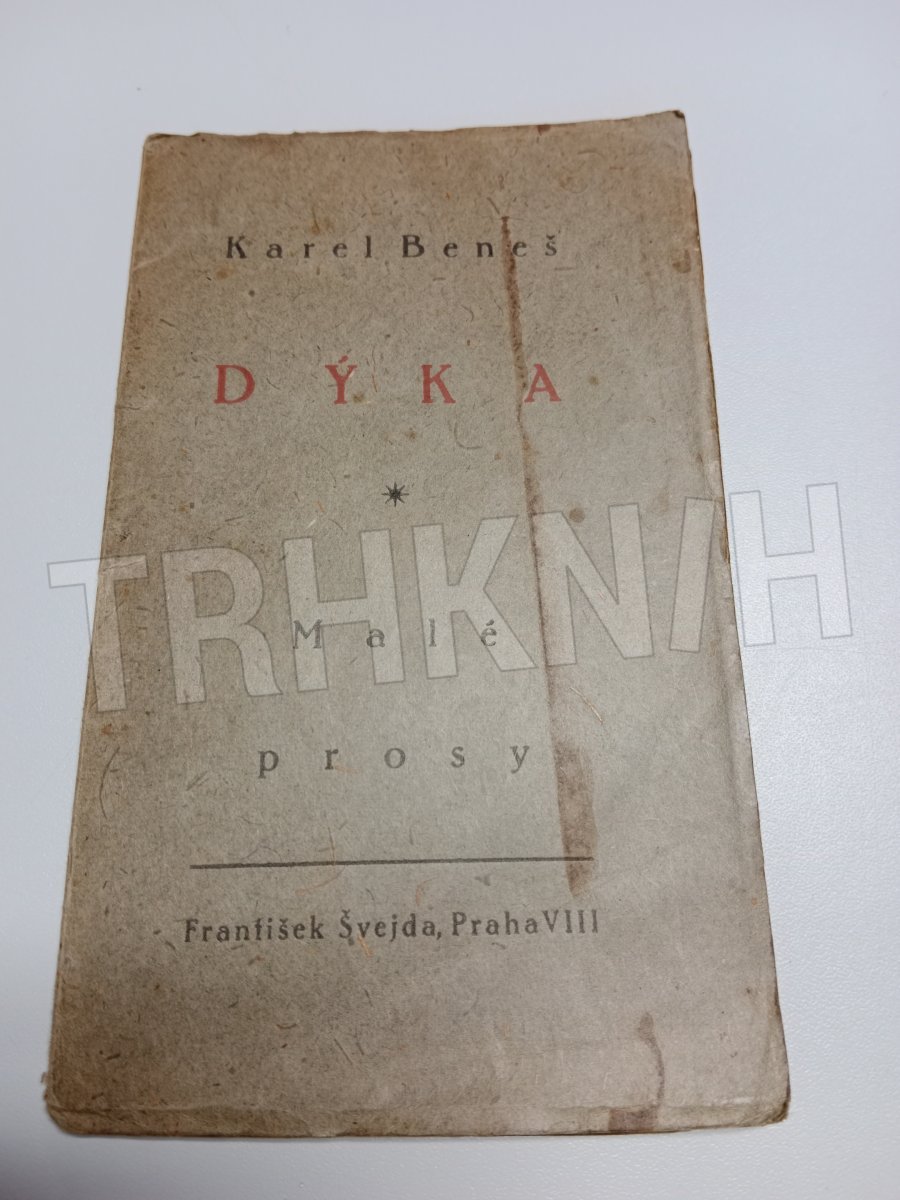 Karel Beneš
DÝKA
Malé
TRHKNIH
prosy
František Švejda, Praha VIII